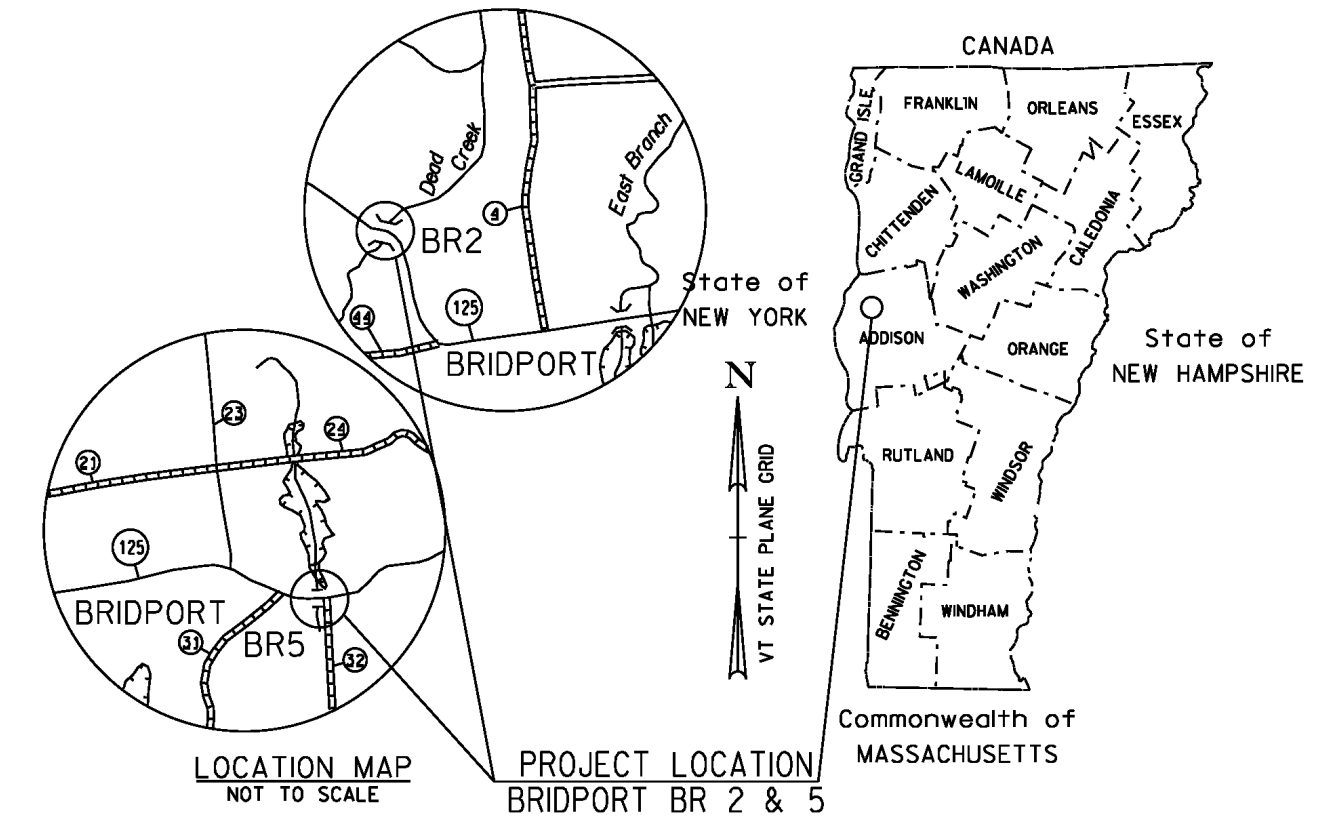 CANADA
FRANKLIN
ORLEANS
ESSEX
GRAND ISLE
LAMOILLE
CHITTENDEN
CALEDONIA
WASHINGTON
ADDISON
ORANGE
RUTLAND
WINDSOR
BENNINGTON
WINDHAM
State of
NEW YORK
State of
NEW HAMPSHIRE
Commonwealth of
MASSACHUSETTS
Dead
Creek
East Branch
4
BR2
44
125
BRIDPORT
23
24
21
125
BRIDPORT
31
BR5
32
N
VT STATE PLANE GRID
LOCATION MAP
NOT TO SCALE
PROJECT LOCATION
BRIDPORT BR 2 & 5